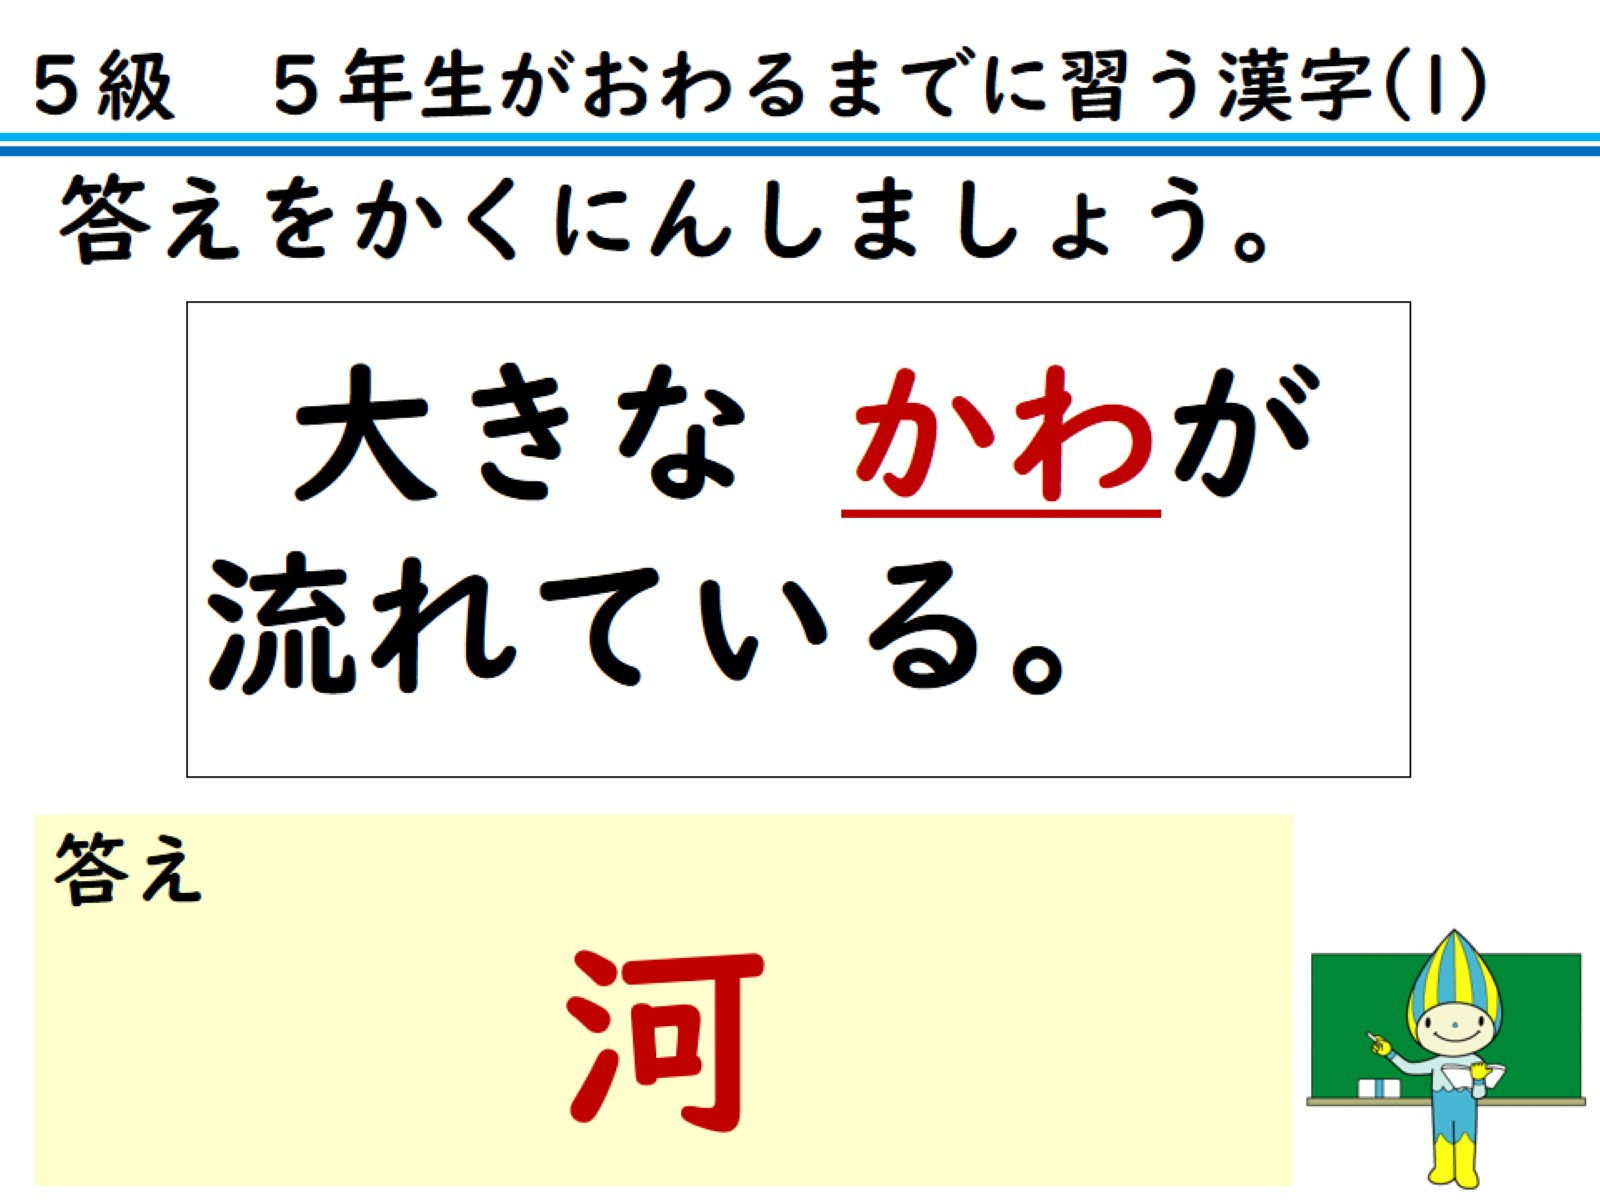 ５級　５年生がおわるまでに習う漢字(1)
答えをかくにんしましょう。
大きな かわが
流れている。
答え
河